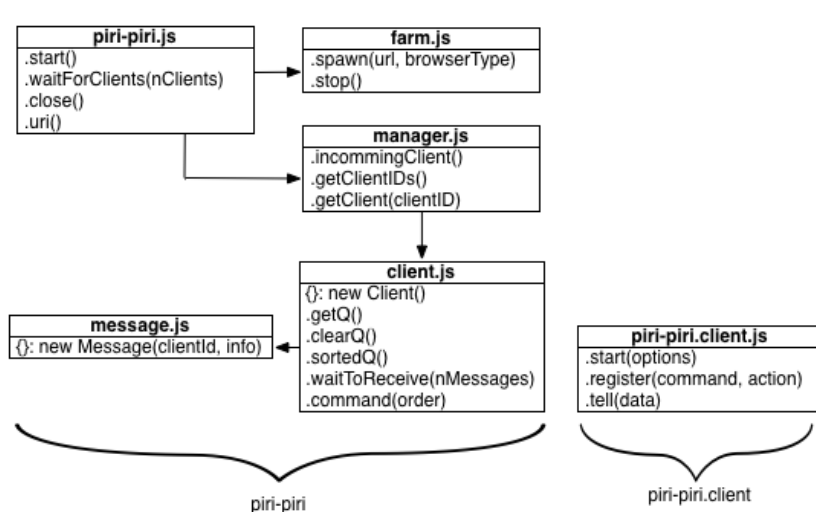 piri-piri.js
.start()
.waitForClients(nClients)
.close()
.uri()
farm.js
.spawn(url, browserType)
.stop()
manager.js
.incommingClient()
.getClientIDs()
.getClient(clientID)
client.js
{}: new Client()
.getQ()
.clearQ()
.sortedQ()
.waitToReceive(nMessages)
.command(order)
message.js
{}: new Message(clientId, info)
piri-piri.client.js
.start(options)
.register(command, action)
.tell(data)
piri-piri
piri-piri.client